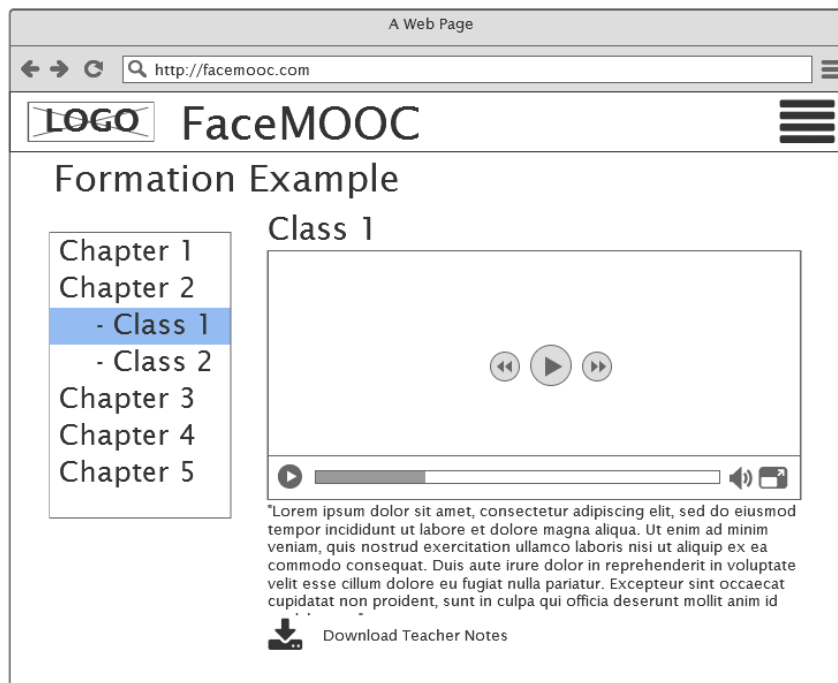 A Web Page
http://facemooc.com
LOGO
FaceMOOC
Formation Example
Chapter 1
Chapter 2
- Class 1
- Class 2
Chapter 3
Chapter 4
Chapter 5
Class 1
"Lorem ipsum dolor sit amet, consectetur adipiscing elit, sed do eiusmod
tempor incididunt ut labore et dolore magna aliqua. Ut enim ad minim
veniam, quis nostrud exercitation ullamco laboris nisi ut aliquip ex ea
commodo consequat. Duis aute irure dolor in reprehenderit in voluptate
velit esse cillum dolore eu fugiat nulla pariatur. Excepteur sint occaecat
cupidatat non proident, sunt in culpa qui officia deserunt mollit anim id
Download Teacher Notes